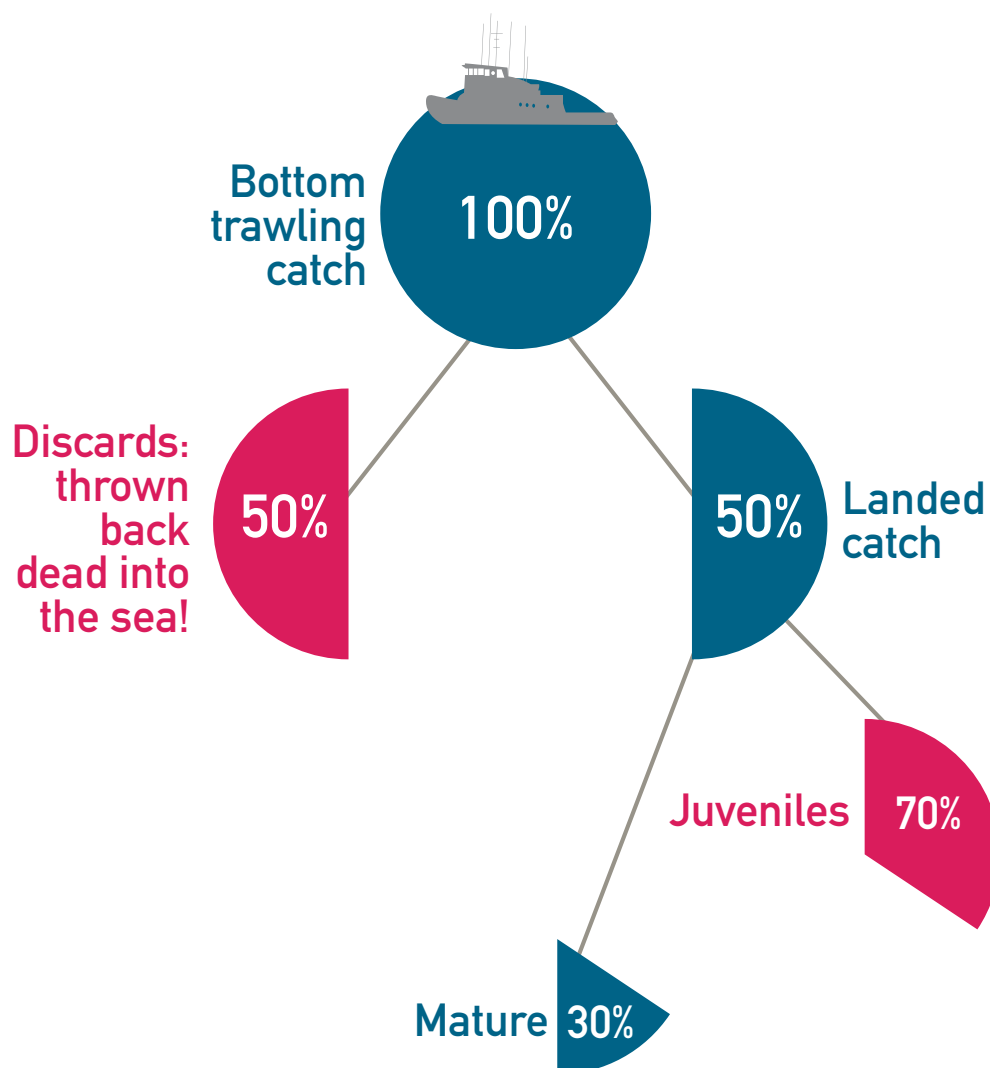 Bottom
trawling
catch
100%
Discards:
thrown
back
dead into
the sea!
50%
50%
Landed
catch
Juveniles
70%
Mature
30%